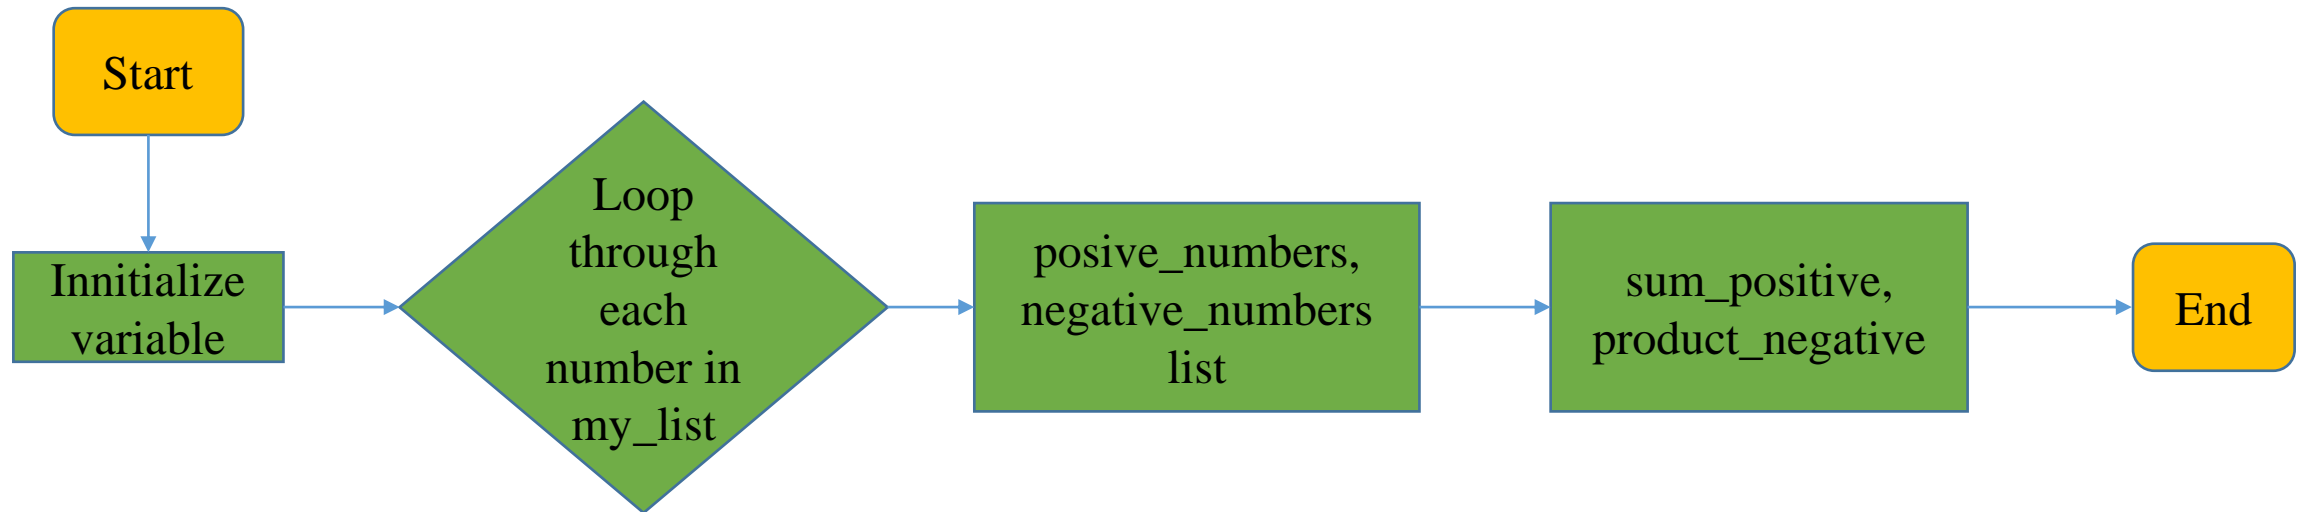 Start
Innitialize
variable
Loop
through
each
number in
my_list
posive_numbers,
negative_numbers
list
sum_positive,
product_negative
End